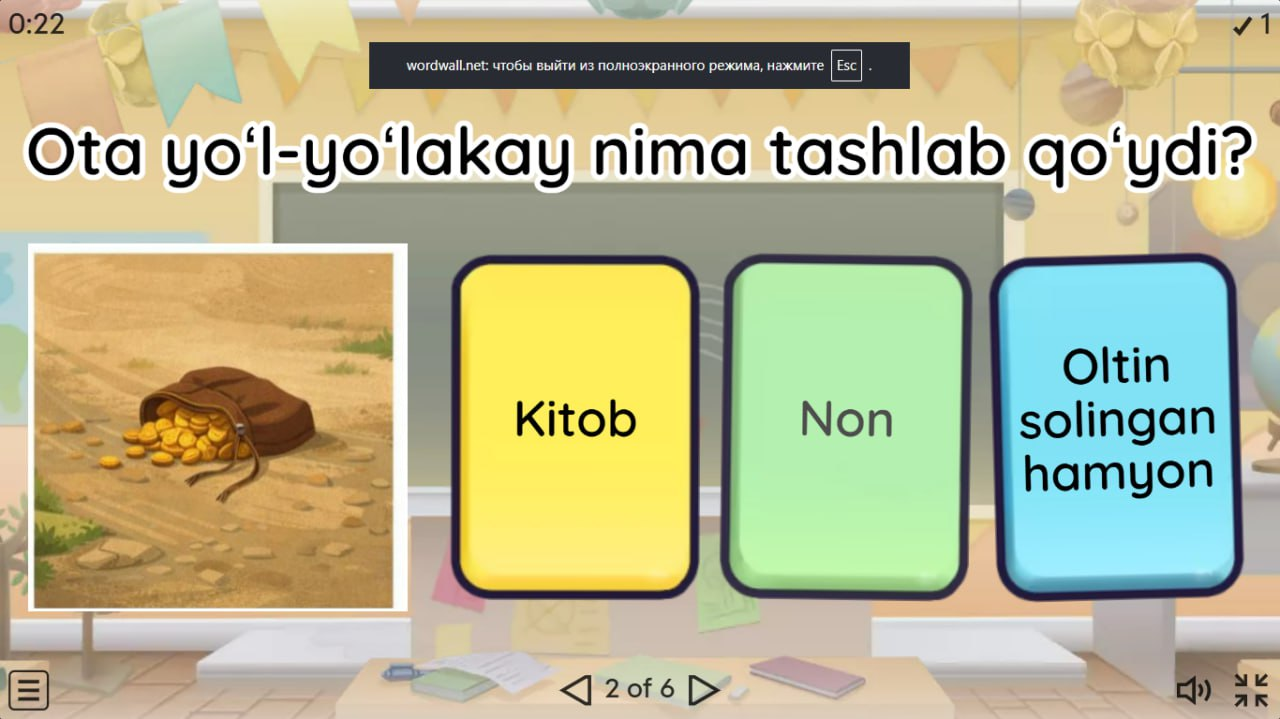 0:22
1
wordwall.net: чтобы выйти из полноэкранного режима, нажмите Esc .
Ota yo‘l-yo‘lakay nima tashlab qo‘ydi?
Kitob
Non
Oltin
solingan
hamyon
2 of 6